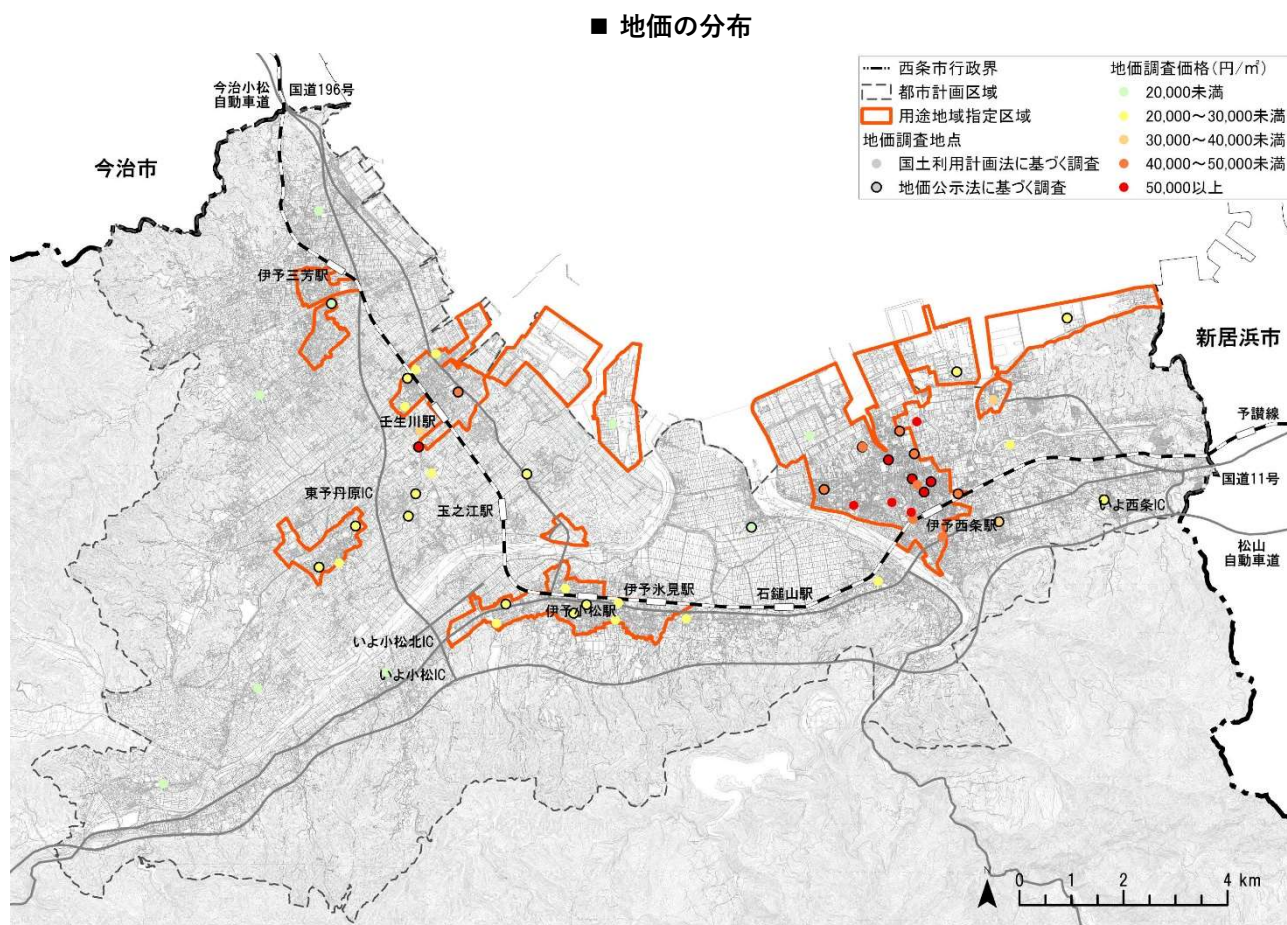 ■ 地価の分布
西条市行政界
都市計画区域
用途地域指定区域
地価調査地点
国土利用計画法に基づく調査
地価公示法に基づく調査
地価調査価格(円/㎡)
20,000未満
20,000～30,000未満
30,000～40,000未満
40,000～50,000未満
50,000以上
今治小松
自動車道
国道196号
今治市
伊予三芳駅
新居浜市
予讃線
壬生川駅
国道11号
東予丹原IC
玉之江駅
いよ西条IC
伊予西条駅
松山
自動車道
伊予氷見駅
石鎚山駅
伊予小松駅
いよ小松北IC
いよ小松IC
0 1 2 4 km